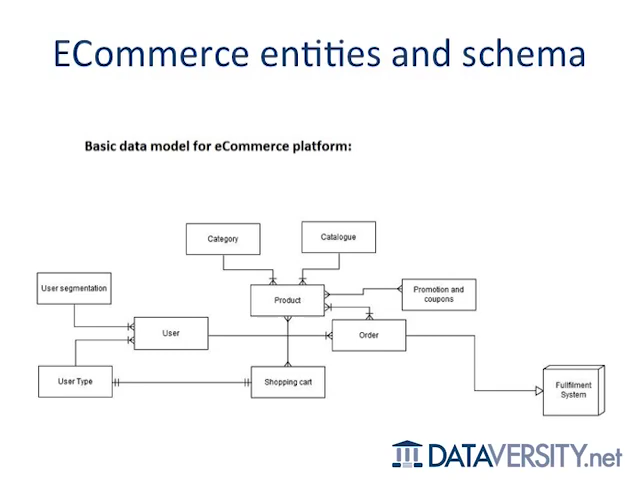 ECommerce entities and schema
Basic data model for eCommerce platform:
Category
Catalogue
User segmentation
Product
Promotion and
coupons
User
Order
User Type
Shopping cart
Fullfilment
System
DATAVERSITY.net